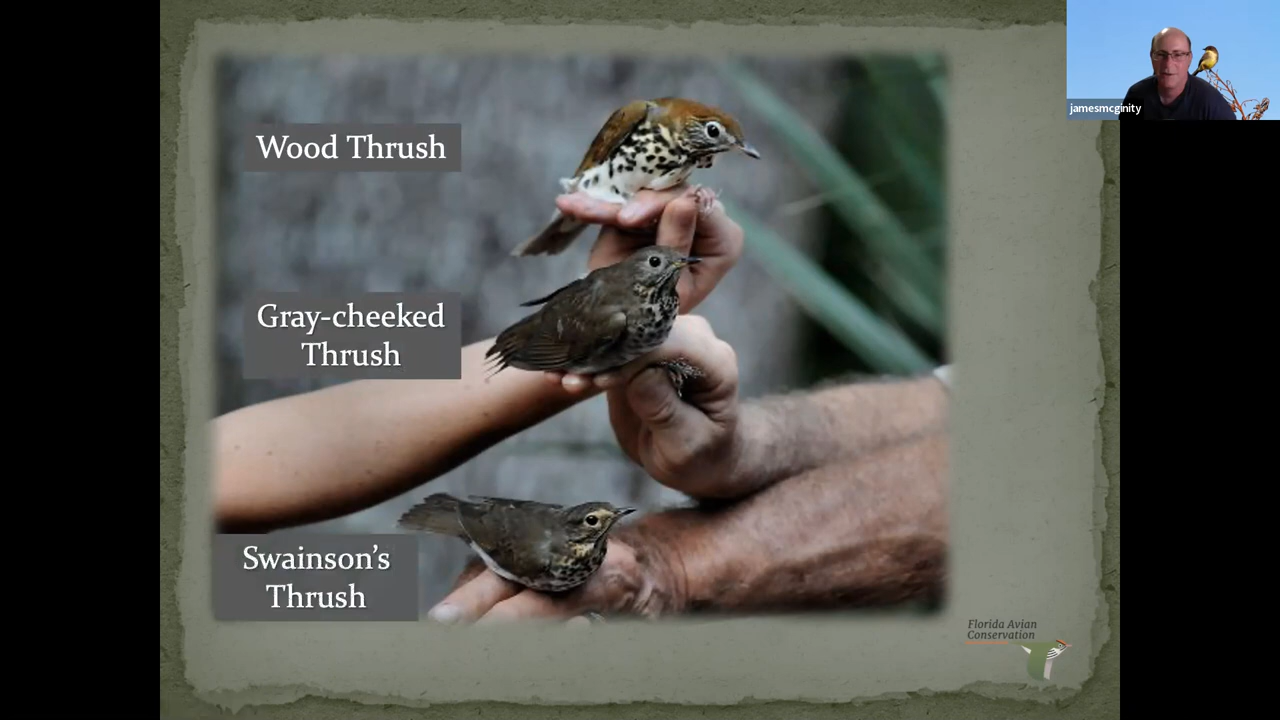 jamesmcginity
Wood Thrush
Gray-cheeked
Thrush
Swainson's
Thrush
Florida Avian
Conservation